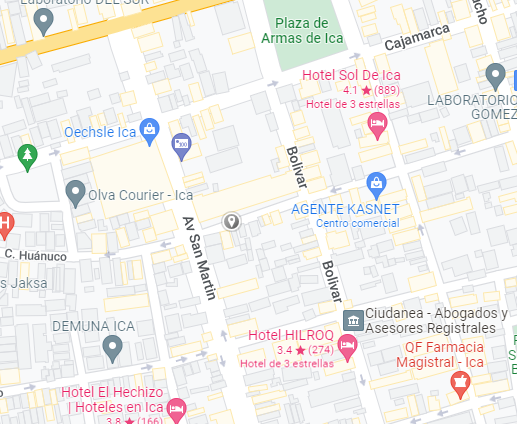 Laboratorio DEL SUR
Plaza de
Armas de Ica
Cajamarca
Hotel Sol De Ica
4.1 ★ (889)
Hotel de 3 estrellas
LABORATORIO
GOMEZ
Oechsle Ica
Bolivar
Olva Courier - Ica
AGENTE KASNET
Centro comercial
H
C. Huánuco
Av San Martin
s Jaksa
Bolivar
Ciudanea - Abogados y
Asesores Registrales
DEMUNA ICA
Hotel HILROQ
3.4 ★ (274)
Hotel de 3 estrellas
QF Farmacia
Magistral - Ica
Hotel El Hechizo
| Hoteles en Ica
3.8 ★ (166)